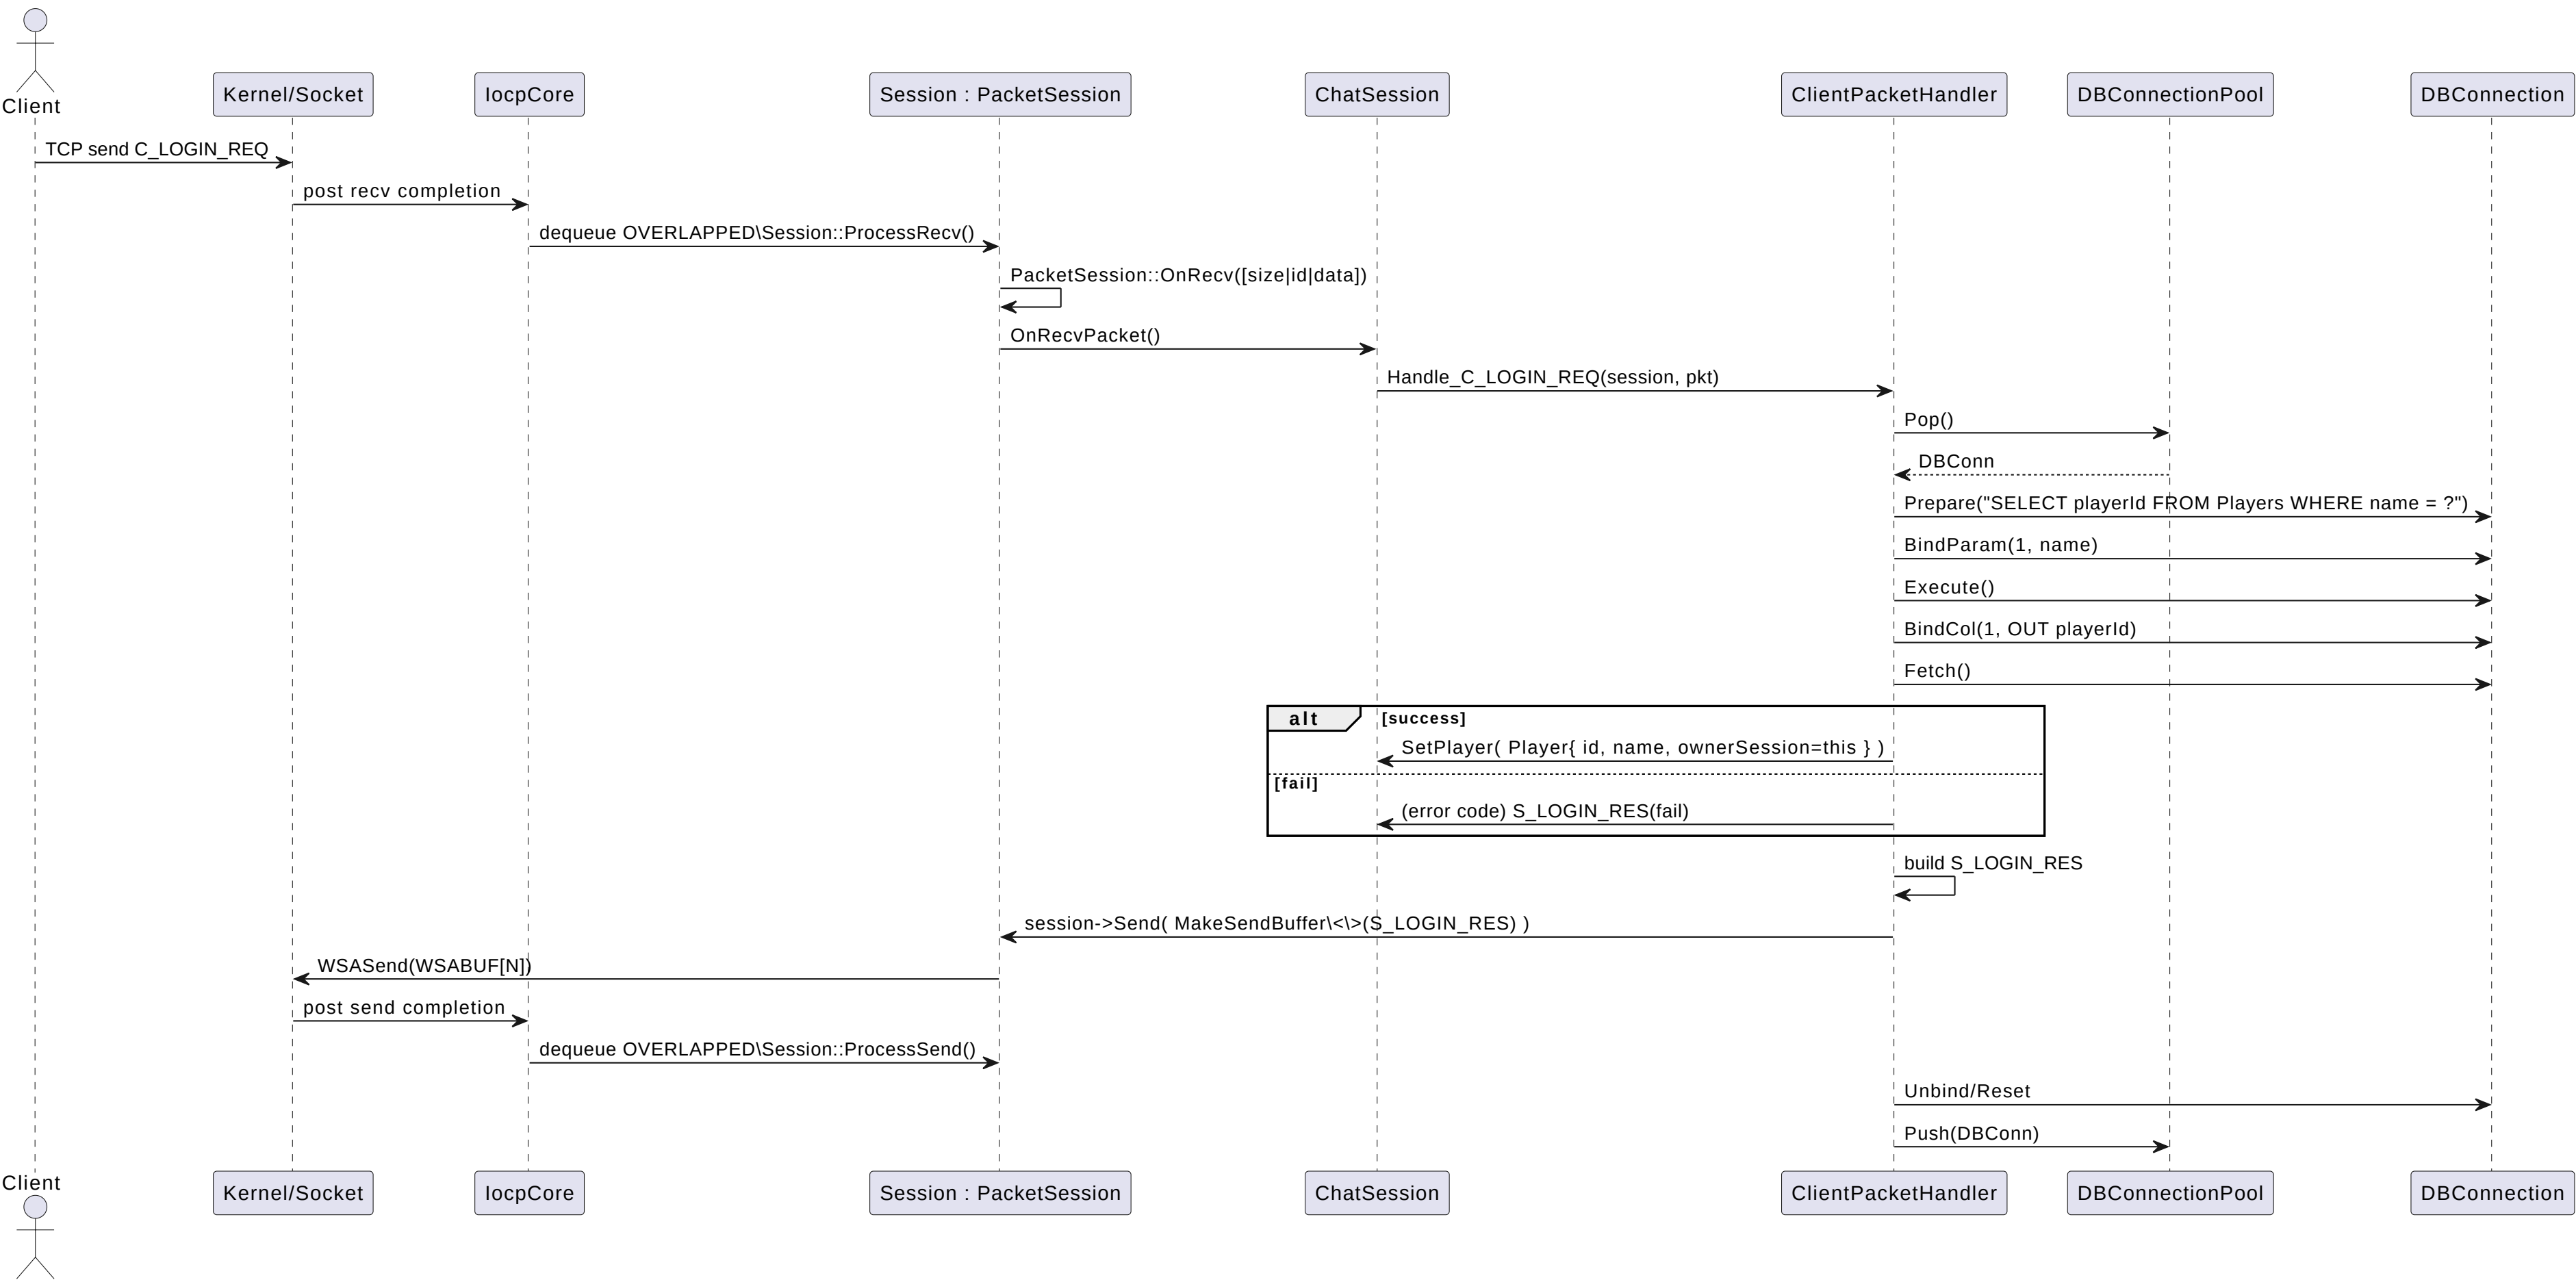 Client
Kernel/Socket
IocpCore
Session : PacketSession
ChatSession
ClientPacketHandler
DBConnectionPool
DBConnection
TCP send C_LOGIN_REQ
post recv completion
dequeue OVERLAPPED\Session::ProcessRecv()
PacketSession::OnRecv([size|id|data])
OnRecvPacket()
Handle_C_LOGIN_REQ(session, pkt)
Pop()
DBConn
Prepare("SELECT playerId FROM Players WHERE name = ?")
BindParam(1, name)
Execute()
BindCol(1, OUT playerId)
Fetch()
alt
[success]
SetPlayer( Player{ id, name, ownerSession=this } )
[fail]
(error code) S_LOGIN_RES(fail)
build S_LOGIN_RES
session->Send( MakeSendBuffer\<\>(S_LOGIN_RES) )
WSASend(WSABUF[N])
post send completion
dequeue OVERLAPPED\Session::ProcessSend()
Unbind/Reset
Push(DBConn)
Client
Kernel/Socket
IocpCore
Session : PacketSession
ChatSession
ClientPacketHandler
DBConnectionPool
DBConnection